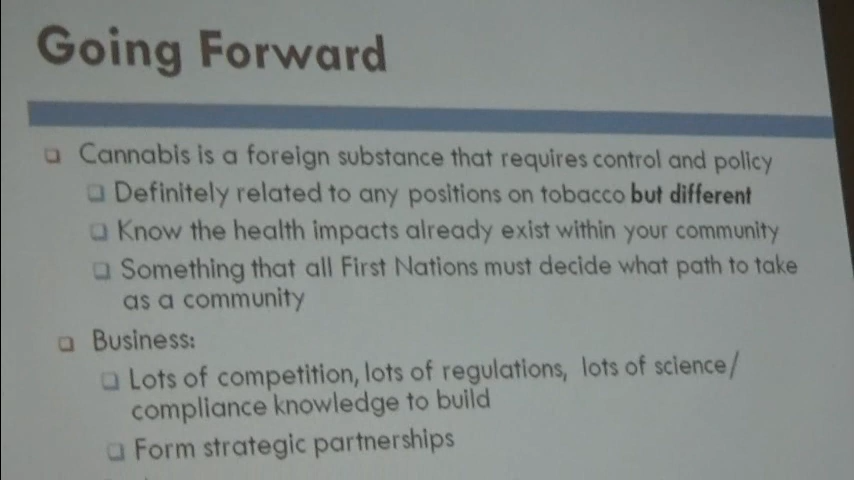 Going Forward
Cannabis is a foreign substance that requires control and policy
Definitely related to any positions on tobacco but different
Know the health impacts already exist within your community
Something that all First Nations must decide what path to take
as a community
Business:
Lots of competition, lots of regulations, lots of science/
compliance knowledge to build
Form strategic partnerships